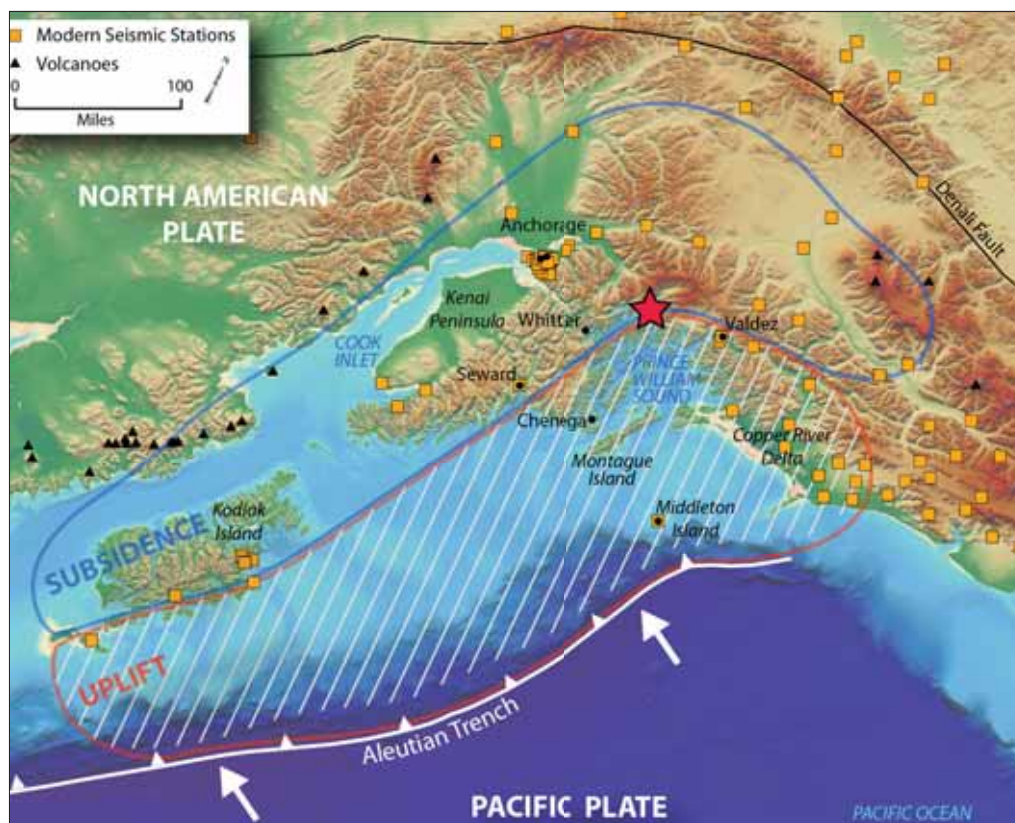 Modern Seismic Stations
Volcanoes
0
100
Miles
NORTH AMERICAN
PLATE
Denali Fault
Anchorage
Kenai
Peninsula
Whitter
Valdez
COOK
INLET
PRINCE
WILLIAM
SOUND
Seward
Chenega
Copper River
Delta
Montague
Island
Kodiak
Island
Middleton
Island
SUBSIDENCE
UPLIFT
Aleutian Trench
PACIFIC PLATE
PACIFIC OCEAN